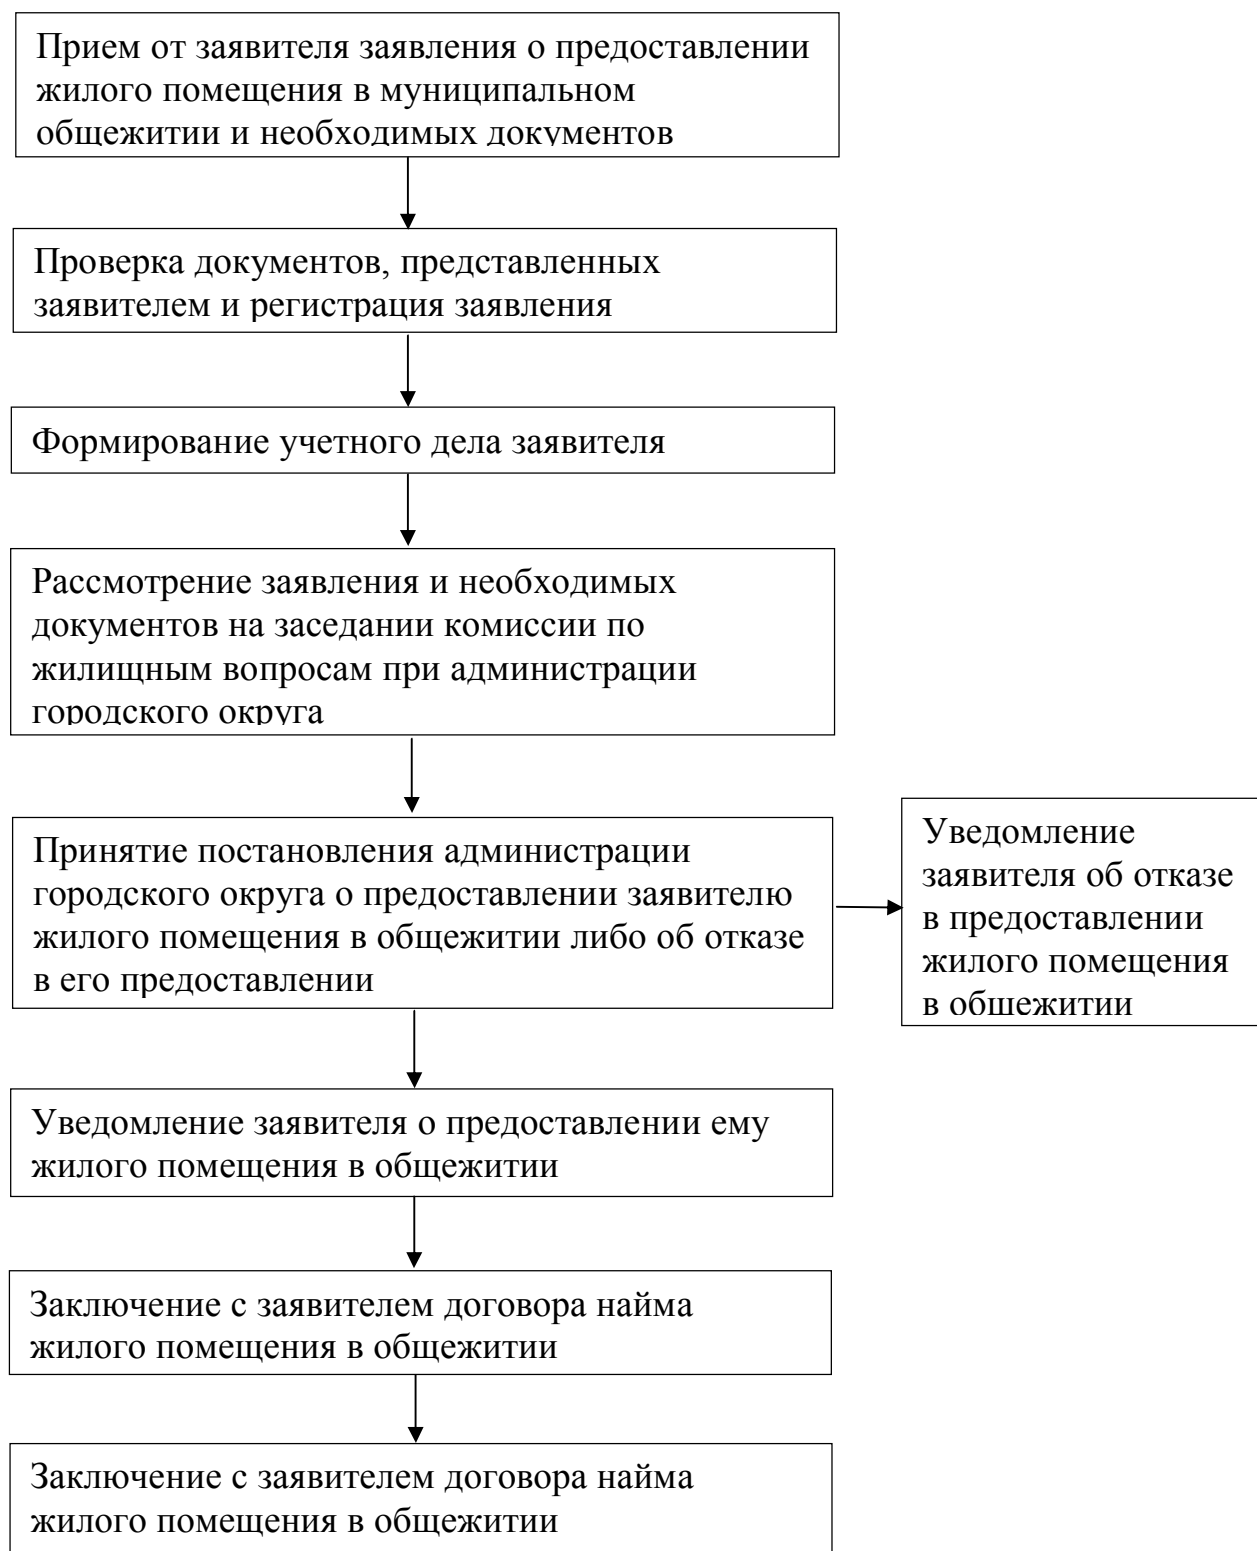 Прием от заявителя заявления о предоставлении
жилого помещения в муниципальном
общежитии и необходимых документов
Проверка документов, представленных
заявителем и регистрация заявления
Формирование учетного дела заявителя
Рассмотрение заявления и необходимых
документов на заседании комиссии по
жилищным вопросам при администрации
городского округа
Принятие постановления администрации
городского округа о предоставлении заявителю
жилого помещения в общежитии либо об отказе
в его предоставлении
Уведомление
заявителя об отказе
в предоставлении
жилого помещения
в общежитии
Уведомление заявителя о предоставлении ему
жилого помещения в общежитии
Заключение с заявителем договора найма
жилого помещения в общежитии
Заключение с заявителем договора найма
жилого помещения в общежитии